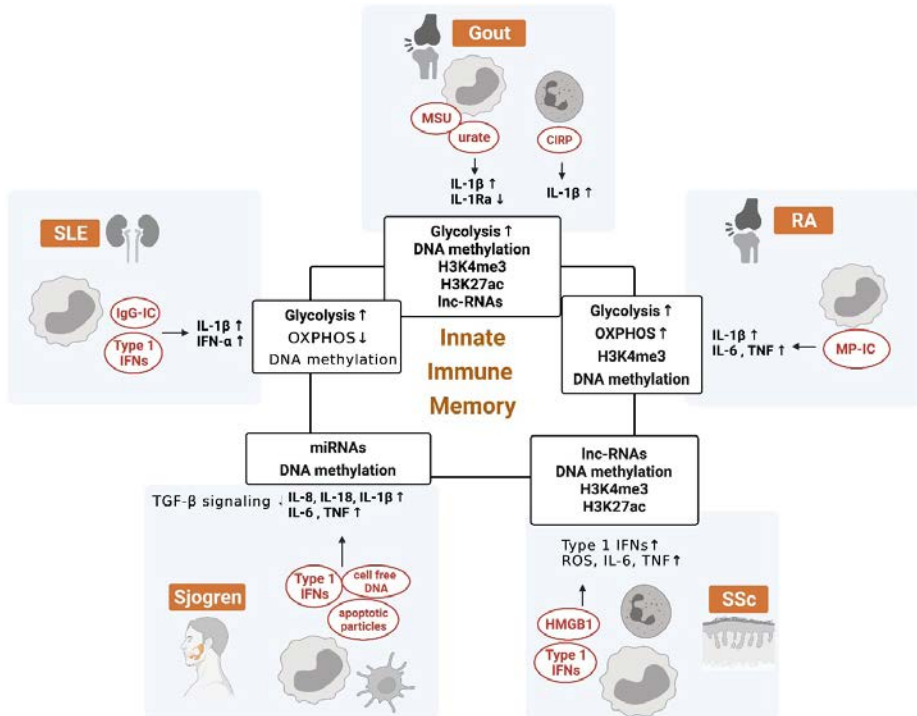 Gout
MSU
urate
CIRP
IL-1β ↑
IL-1Ra ↓
IL-1β ↑
Glycolysis ↑
DNA methylation
H3K4me3
H3K27ac
lnc-RNAs
SLE
IgG-IC
Type 1
IFNs
IL-1β ↑
IFN-α ↑
Glycolysis ↑
OXPHOS ↓
DNA methylation
Innate
Immune
Memory
Glycolysis ↑
OXPHOS ↑
H3K4me3
DNA methylation
RA
IL-1β ↑
IL-6 , TNF ↑
MP-IC
miRNAs
DNA methylation
TGF-β signaling ↓ IL-8, IL-18, IL-1β ↑
IL-6 , TNF ↑
Type 1
IFNs
cell free
DNA
apoptotic
particles
Sjogren
lnc-RNAs
DNA methylation
H3K4me3
H3K27ac
Type 1 IFNs ↑
ROS, IL-6, TNF ↑
HMGB1
Type 1
IFNs
SSc